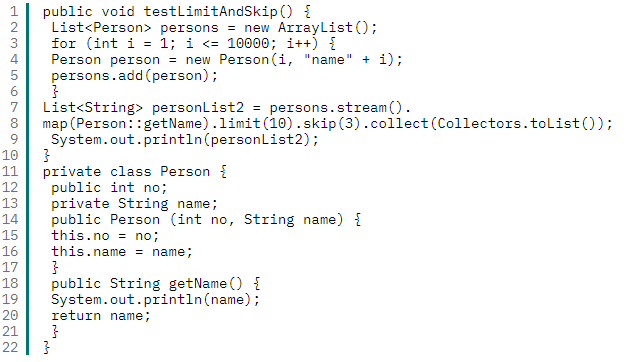 1 public void testLimitAndSkip() {
2 List<Person> persons = new ArrayList();
3 for (int i = 1; i <= 10000; i++) {
4 Person person = new Person(i, "name" + i);
5 persons.add(person);
6 }
7 List<String> personList2 = persons.stream().
8 map(Person::getName).limit(10).skip(3).collect(Collectors.toList());
9 System.out.println(personList2);
10 }
11 private class Person {
12 public int no;
13 private String name;
14 public Person (int no, String name) {
15 this.no = no;
16 this.name = name;
17 }
18 public String getName() {
19 System.out.println(name);
20 return name;
21 }
22 }